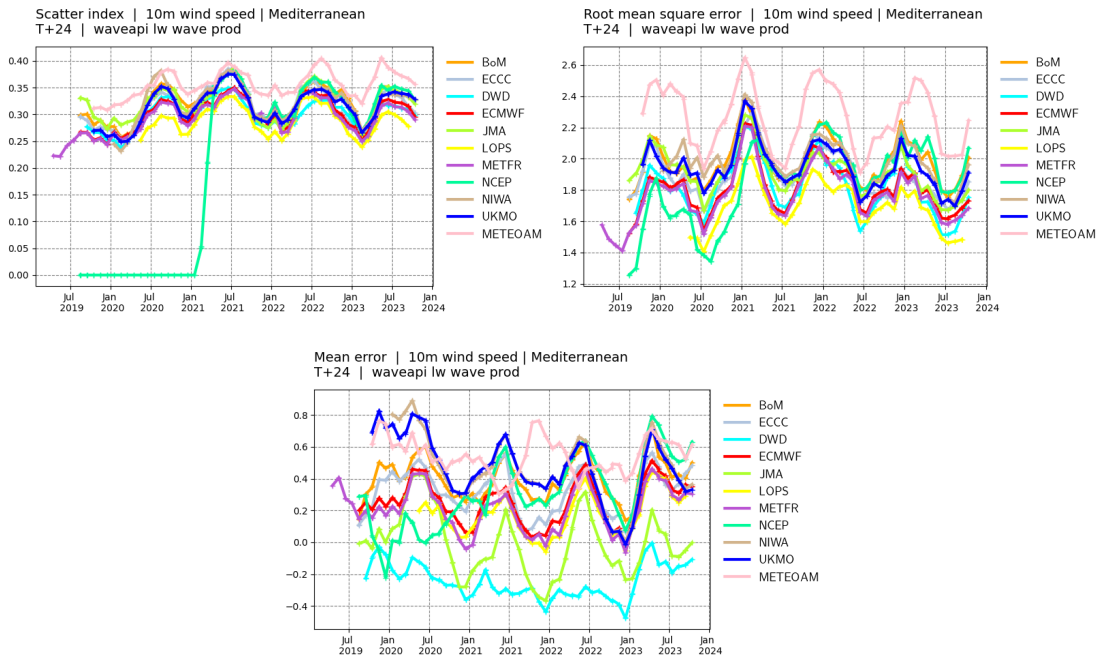 Scatter index | 10m wind speed | Mediterranean
T+24 | waveapi lw wave prod
0.40
0.35
0.30
0.25
0.20
0.15
0.10
0.05
0.00
Jul
2019
Jan
2020
Jul
2020
Jan
2021
Jul
2021
Jan
2022
Jul
2022
Jan
2023
Jul
2023
Jan
2024
BoM
ECCC
DWD
ECMWF
JMA
LOPS
METFR
NCEP
NIWA
UKMO
METEOAM
Root mean square error | 10m wind speed | Mediterranean
T+24 | waveapi lw wave prod
2.6
2.4
2.2
2.0
1.8
1.6
1.4
1.2
Jul
2019
Jan
2020
Jul
2020
Jan
2021
Jul
2021
Jan
2022
Jul
2022
Jan
2023
Jul
2023
Jan
2024
BoM
ECCC
DWD
ECMWF
JMA
LOPS
METFR
NCEP
NIWA
UKMO
METEOAM
Mean error | 10m wind speed | Mediterranean
T+24 | waveapi lw wave prod
0.8
0.6
0.4
0.2
0.0
−0.2
−0.4
Jul
2019
Jan
2020
Jul
2020
Jan
2021
Jul
2021
Jan
2022
Jul
2022
Jan
2023
Jul
2023
Jan
2024
BoM
ECCC
DWD
ECMWF
JMA
LOPS
METFR
NCEP
NIWA
UKMO
METEOAM